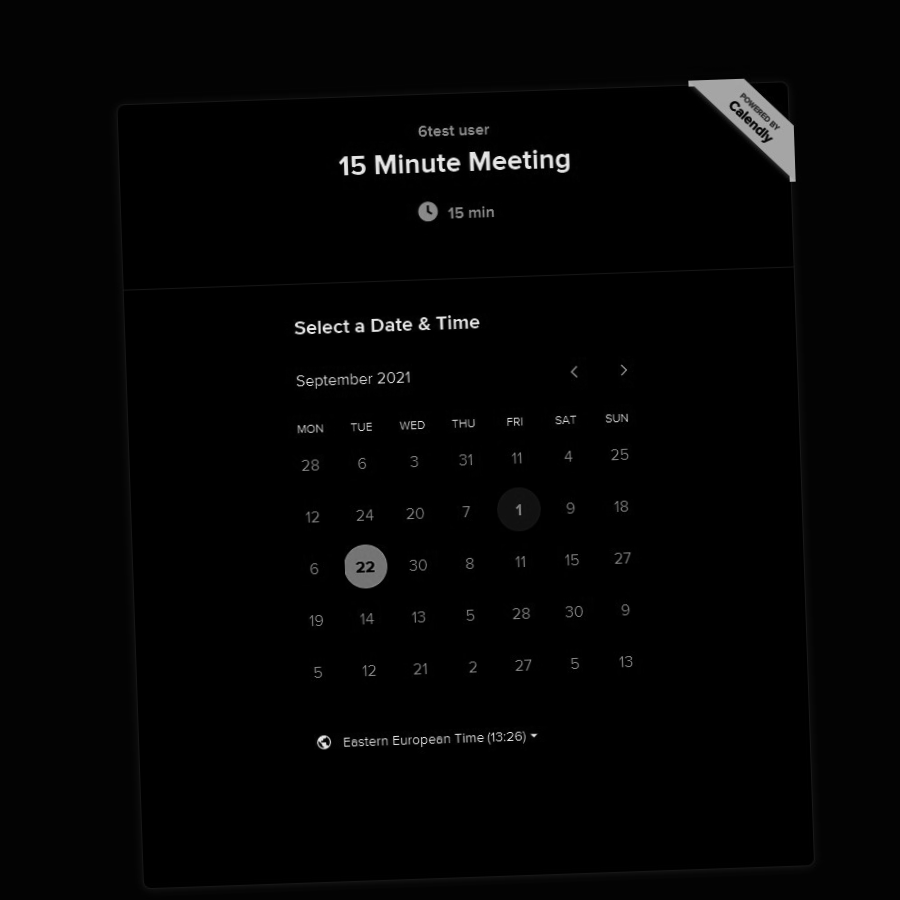 POWERED BY
Calendly
6test user
15 Minute Meeting
15 min
Select a Date & Time
September 2021
MON TUE WED THU FRI SAT SUN
28 6 3 31 11 4 25
12 24 20 7 1 9 18
6 22 30 8 11 15 27
19 14 13 5 28 30 9
5 12 21 2 27 5 13
Eastern European Time (13:26)